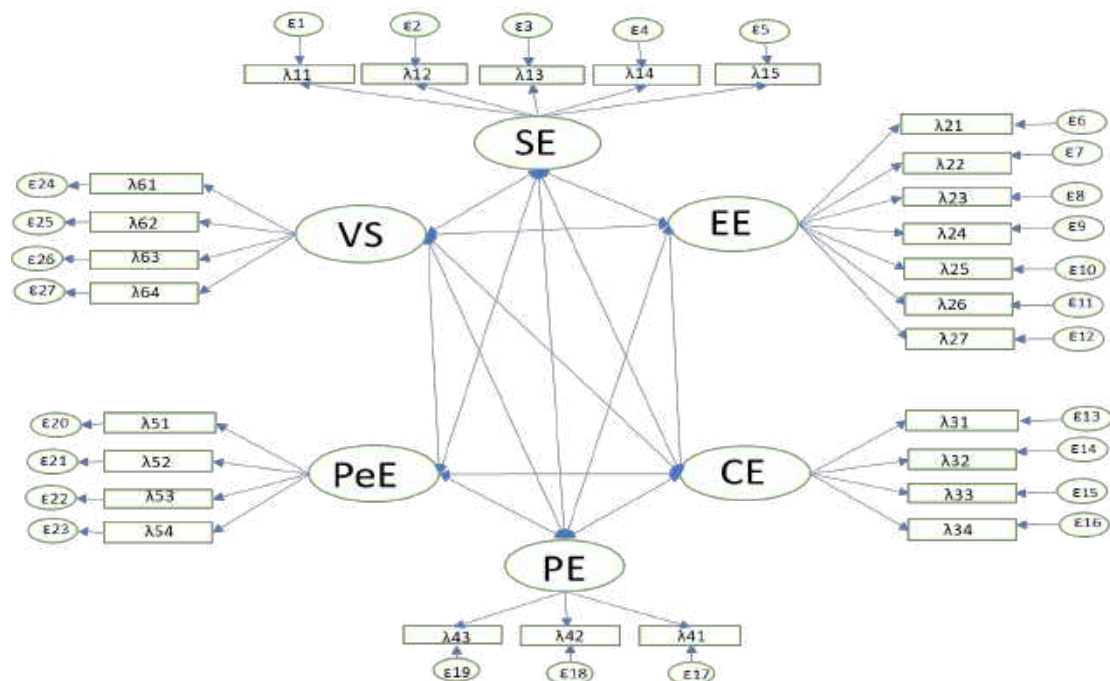 ε1 ε2 ε3 ε4 ε5
λ11 λ12 λ13 λ14 λ15
SE
λ21 ε6
λ22 ε7
λ23 ε8
λ24 ε9
λ25 ε10
λ26 ε11
λ27 ε12
EE
ε24 λ61
ε25 λ62
ε26 λ63
ε27 λ64
VS
ε20 λ51
ε21 λ52
ε22 λ53
ε23 λ54
PeE
CE
λ31 ε13
λ32 ε14
λ33 ε15
λ34 ε16
PE
λ43 λ42 λ41
ε19 ε18 ε17